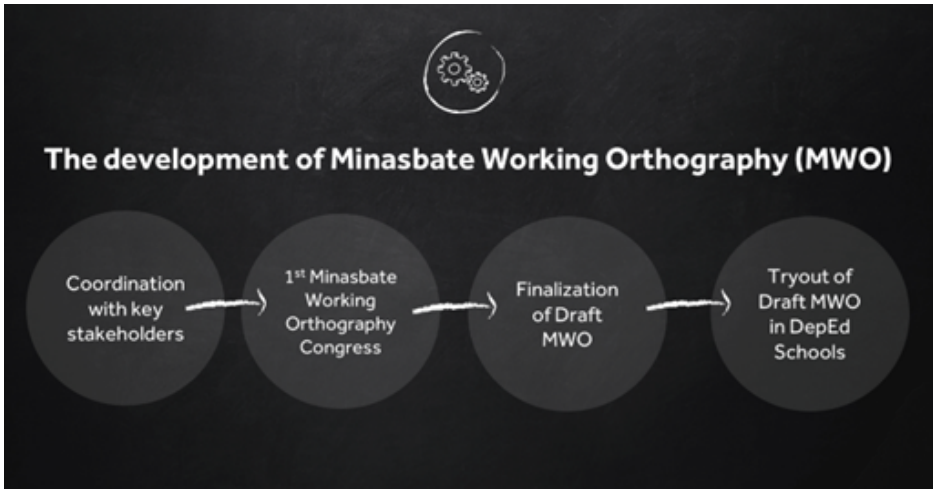 The development of Minasbate Working Orthography (MWO)
Coordination
with key
stakeholders
1st Minasbate
Working
Orthography
Congress
Finalization
of Draft
MWO
Tryout of
Draft MWO
in DepEd
Schools